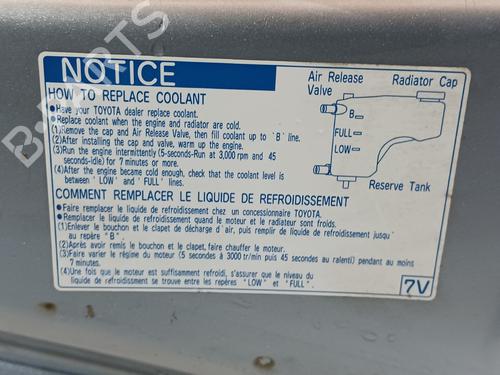 NOTICE
HOW TO REPLACE COOLANT
●Have your TOYOTA dealer replace coolant.
●Replace coolant when the engine and radiator are cold.
(1)Remove the cap and Air Release Valve, then fill coolant up to `B´ line.
(2)After installing the cap and valve, warm up the engine.
(3)Run the engine intermittently (5-seconds-Run at 3,000 rpm and 45
seconds-idle) for 7 minutes or more.
(4)After the engine became cold enough, check that the coolant level is
between `LOW´ and `FULL´ lines.
Air Release
Valve
Radiator Cap
B
FULL
LOW
Reserve Tank
COMMENT REMPLACER LE LIQUIDE DE REFROIDISSEMENT
●Faire remplacer le liquide de refroidissement chez un concessionnaire TOYOTA.
●Remplacer le liquide de refroidissement quand le moteur et le radiateur sont froids.
(1)Enlever le bouchon et le clapet de décharge d'air, puis remplir de liquide de refroidissement jusqu'
au repère "B".
(2)Après avoir remis le bouchon et le clapet, faire chauffer le moteur.
(3)Faire varier le régime du moteur (5 secondes à 3000 tr/mn puis 45 secondes au ralenti) pendant au moins
7 minutes.
(4)Une fois que le moteur est suffisamment refroidi, s'assurer que le niveau du
liquide de refroidissement se trouve entre les repères "LOW" et "FULL".
7V
B-Parts